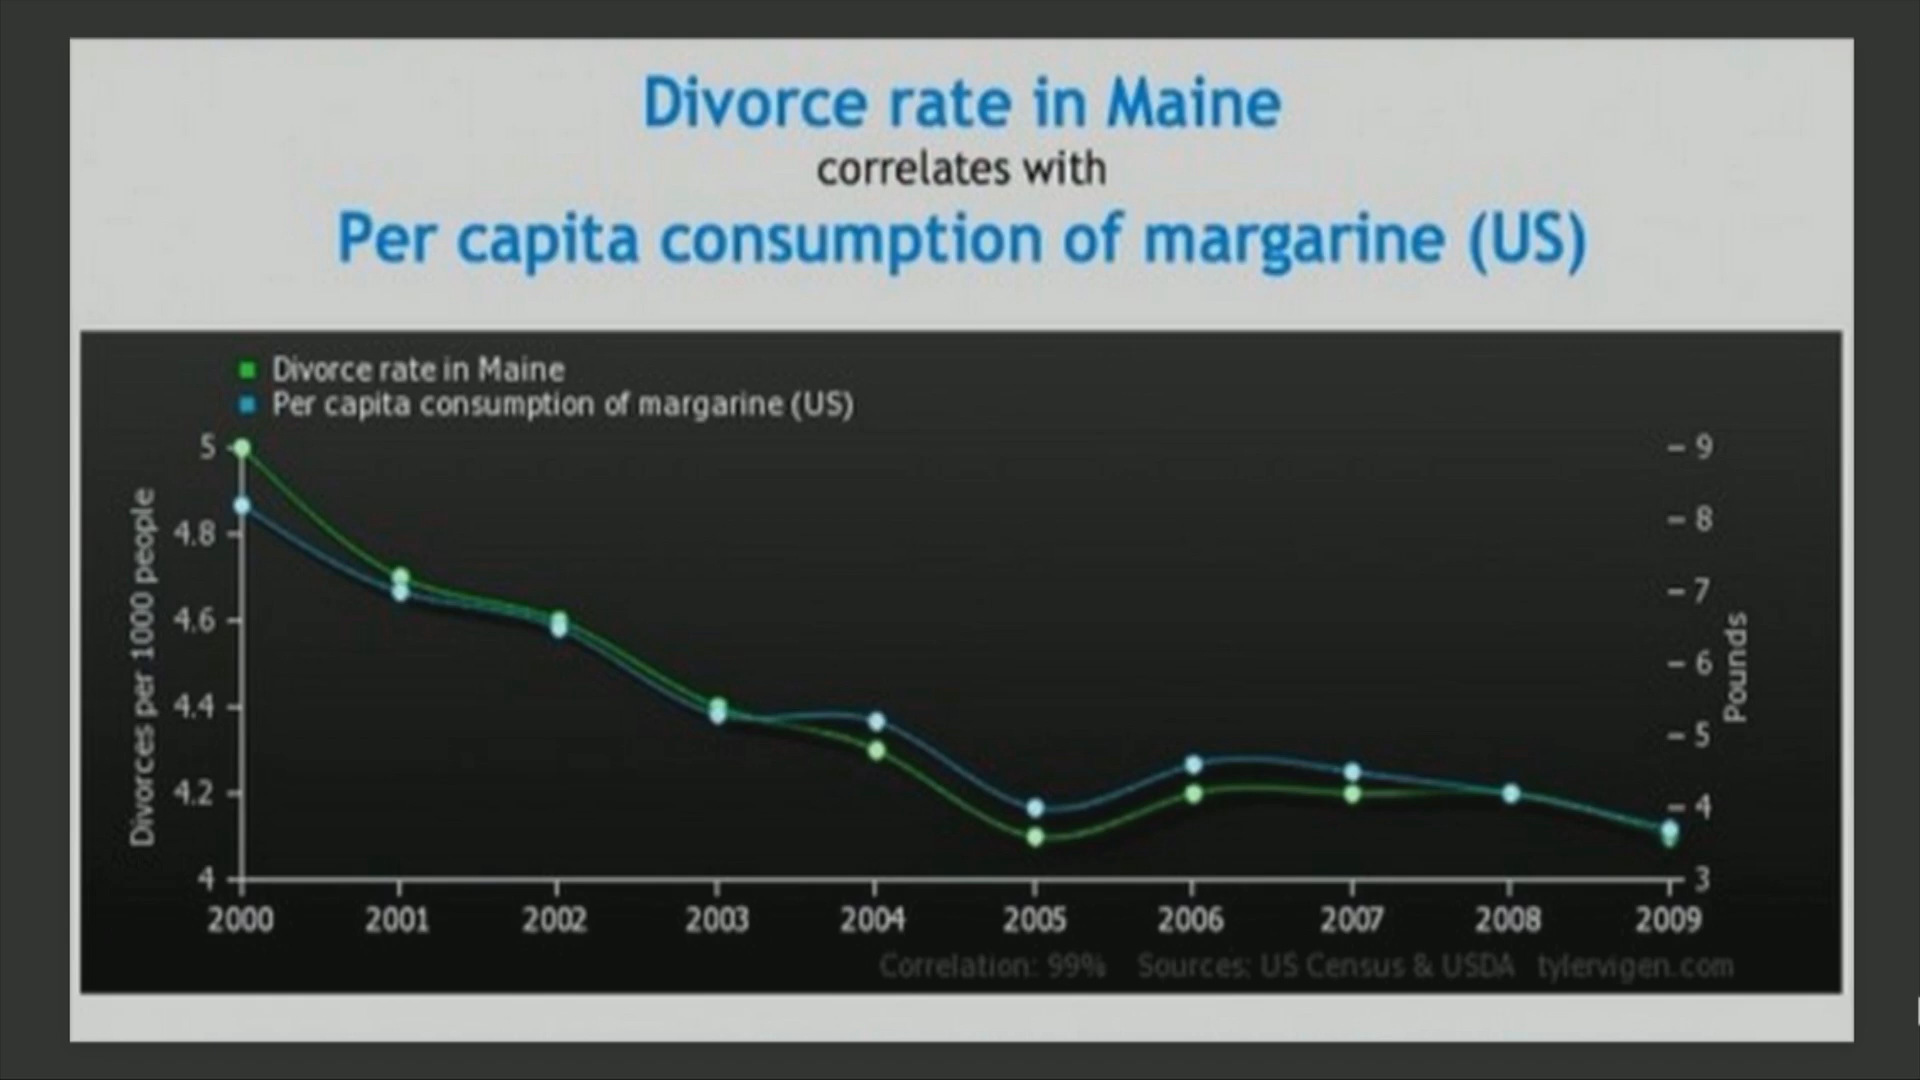 Divorce rate in Maine
correlates with
Per capita consumption of margarine (US)
Divorce rate in Maine
Per capita consumption of margarine (US)
5
4.8
4.6
4.4
4.2
4
Divorces per 1000 people
9
8
7
6
5
4
3
Pounds
2000 2001 2002 2003 2004 2005 2006 2007 2008 2009
Correlation: 99% Sources: US Census & USDA tylervigen.com